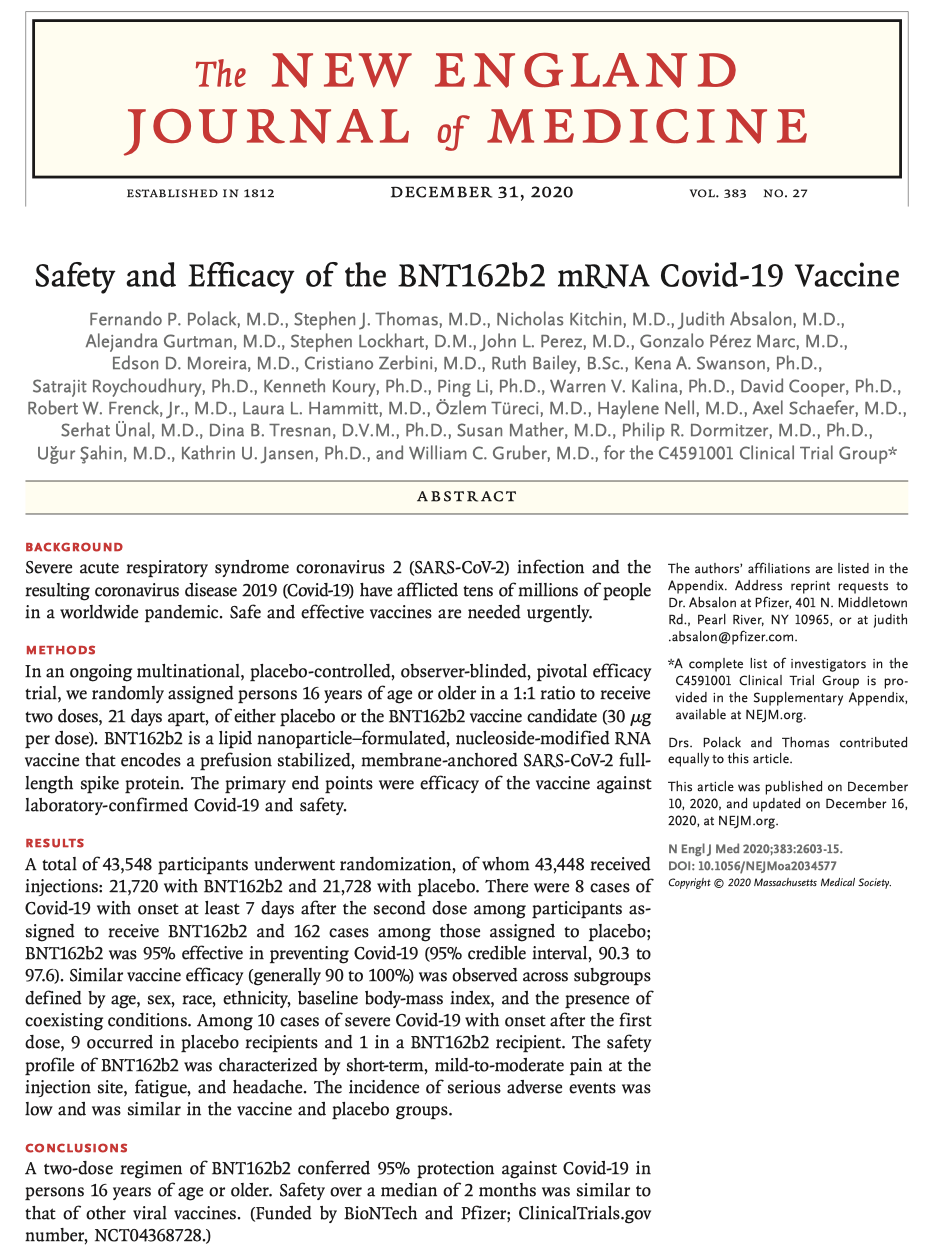 The NEW ENGLAND
JOURNAL of MEDICINE
ESTABLISHED IN 1812
DECEMBER 31, 2020
VOL. 383 NO. 27
Safety and Efficacy of the BNT162b2 mRNA Covid-19 Vaccine
Fernando P. Polack, M.D., Stephen J. Thomas, M.D., Nicholas Kitchin, M.D., Judith Absalon, M.D.,
Alejandra Gurtman, M.D., Stephen Lockhart, D.M., John L. Perez, M.D., Gonzalo Pérez Marc, M.D.,
Edson D. Moreira, M.D., Cristiano Zerbini, M.D., Ruth Bailey, B.Sc., Kena A. Swanson, Ph.D.,
Satrajit Roychoudhury, Ph.D., Kenneth Koury, Ph.D., Ping Li, Ph.D., Warren V. Kalina, Ph.D., David Cooper, Ph.D.,
Robert W. Frenck, Jr., M.D., Laura L. Hammitt, M.D., Özlem Türeci, M.D., Haylene Nell, M.D., Axel Schaefer, M.D.,
Serhat Ünal, M.D., Dina B. Tresnan, D.V.M., Ph.D., Susan Mather, M.D., Philip R. Dormitzer, M.D., Ph.D.,
Uğur Şahin, M.D., Kathrin U. Jansen, Ph.D., and William C. Gruber, M.D., for the C4591001 Clinical Trial Group*
ABSTRACT
BACKGROUND
Severe acute respiratory syndrome coronavirus 2 (SARS-CoV-2) infection and the
resulting coronavirus disease 2019 (Covid-19) have afflicted tens of millions of people
in a worldwide pandemic. Safe and effective vaccines are needed urgently.
METHODS
In an ongoing multinational, placebo-controlled, observer-blinded, pivotal efficacy
trial, we randomly assigned persons 16 years of age or older in a 1:1 ratio to receive
two doses, 21 days apart, of either placebo or the BNT162b2 vaccine candidate (30 μg
per dose). BNT162b2 is a lipid nanoparticle–formulated, nucleoside-modified RNA
vaccine that encodes a prefusion stabilized, membrane-anchored SARS-CoV-2 full-
length spike protein. The primary end points were efficacy of the vaccine against
laboratory-confirmed Covid-19 and safety.
RESULTS
A total of 43,548 participants underwent randomization, of whom 43,448 received
injections: 21,720 with BNT162b2 and 21,728 with placebo. There were 8 cases of
Covid-19 with onset at least 7 days after the second dose among participants as-
signed to receive BNT162b2 and 162 cases among those assigned to placebo;
BNT162b2 was 95% effective in preventing Covid-19 (95% credible interval, 90.3 to
97.6). Similar vaccine efficacy (generally 90 to 100%) was observed across subgroups
defined by age, sex, race, ethnicity, baseline body-mass index, and the presence of
coexisting conditions. Among 10 cases of severe Covid-19 with onset after the first
dose, 9 occurred in placebo recipients and 1 in a BNT162b2 recipient. The safety
profile of BNT162b2 was characterized by short-term, mild-to-moderate pain at the
injection site, fatigue, and headache. The incidence of serious adverse events was
low and was similar in the vaccine and placebo groups.
CONCLUSIONS
A two-dose regimen of BNT162b2 conferred 95% protection against Covid-19 in
persons 16 years of age or older. Safety over a median of 2 months was similar to
that of other viral vaccines. (Funded by BioNTech and Pfizer; ClinicalTrials.gov
number, NCT04368728.)
The authors' affiliations are listed in the
Appendix. Address reprint requests to
Dr. Absalon at Pfizer, 401 N. Middletown
Rd., Pearl River, NY 10965, or at judith
.absalon@pfizer.com.
*A complete list of investigators in the
C4591001 Clinical Trial Group is pro-
vided in the Supplementary Appendix,
available at NEJM.org.
Drs. Polack and Thomas contributed
equally to this article.
This article was published on December
10, 2020, and updated on December 16,
2020, at NEJM.org.
N Engl J Med 2020;383:2603-15.
DOI: 10.1056/NEJMoa2034577
Copyright © 2020 Massachusetts Medical Society.